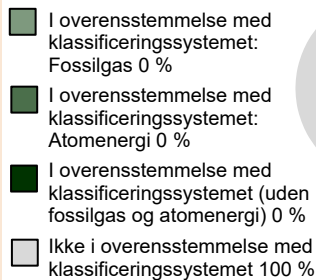 I overensstemmelse med
klassificeringssystemet:
Fossilgas 0 %
I overensstemmelse med
klassificeringssystemet:
Atomenergi 0 %
I overensstemmelse med
klassificeringssystemet (uden
fossilgas og atomenergi) 0 %
Ikke i overensstemmelse med
klassificeringssystemet 100 %